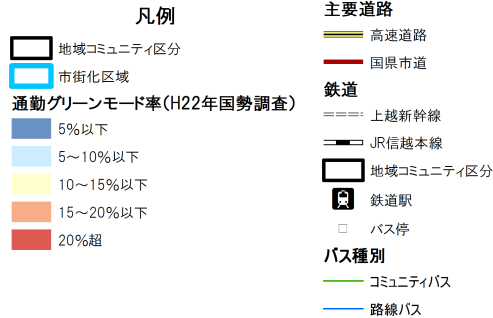 凡例
地域コミュニティ区分
市街化区域
通勤グリーンモード率(H22年国勢調査)
5%以下
5～10%以下
10～15%以下
15～20%以下
20%超
主要道路
高速道路
国県市道
鉄道
上越新幹線
JR信越本線
地域コミュニティ区分
鉄道駅
バス停
バス種別
コミュニティバス
路線バス